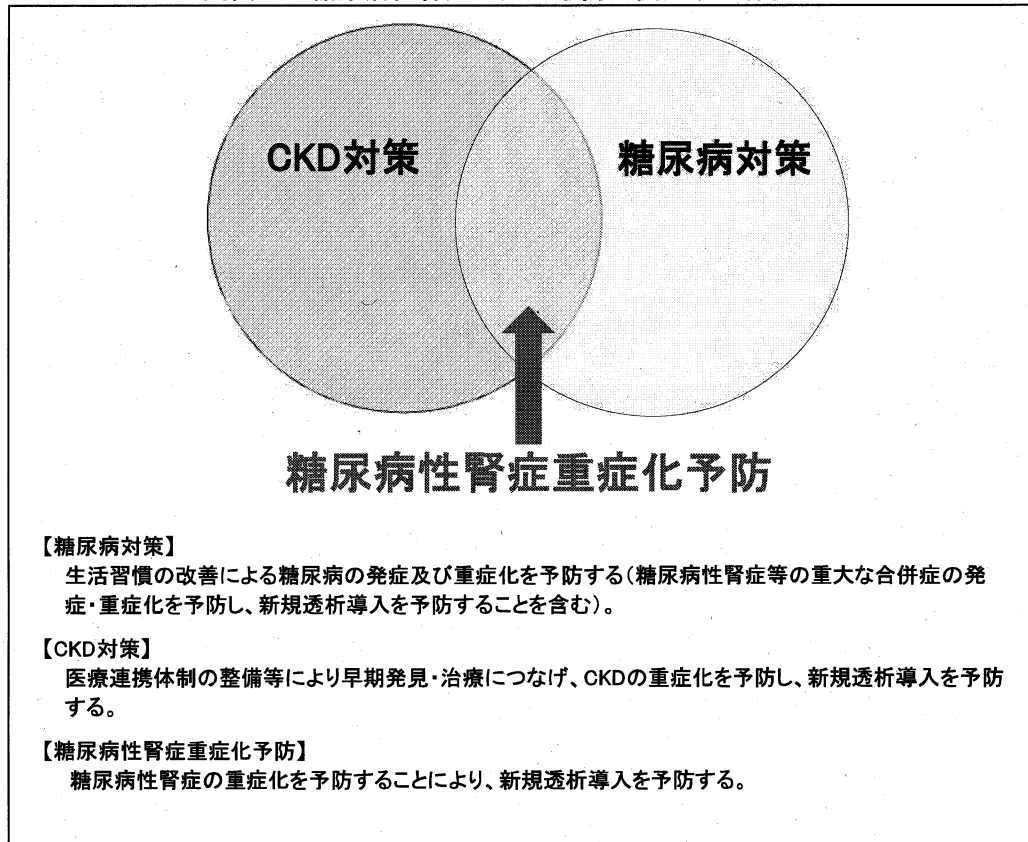 CKD対策
糖尿病対策
糖尿病性腎症重症化予防
【糖尿病対策】
生活習慣の改善による糖尿病の発症及び重症化を予防する(糖尿病性腎症等の重大な合併症の発
症・重症化を予防し、新規透析導入を予防することを含む)。
【CKD対策】
医療連携体制の整備等により早期発見・治療につなげ、CKDの重症化を予防し、新規透析導入を予防
する。
【糖尿病性腎症重症化予防】
糖尿病性腎症の重症化を予防することにより、新規透析導入を予防する。